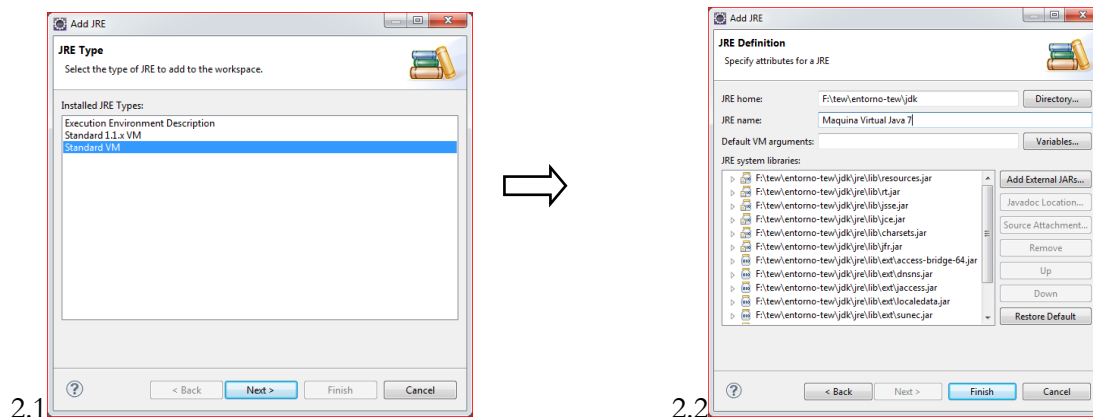 Add JRE
JRE Type
Select the type of JRE to add to the workspace.
Installed JRE Types:
Execution Environment Description
Standard 1.1.x VM
Standard VM
< Back
Next >
Finish
Cancel
2.1
Add JRE
JRE Definition
Specify attributes for a JRE
JRE home:
F:\tew\entorno-tew\jdk
Directory...
JRE name:
Maquina Virtual Java 7
Default VM arguments:
Variables...
JRE system libraries:
F:\tew\entorno-tew\jdk\jre\lib\resources.jar
F:\tew\entorno-tew\jdk\jre\lib\rt.jar
F:\tew\entorno-tew\jdk\jre\lib\jsse.jar
F:\tew\entorno-tew\jdk\jre\lib\jce.jar
F:\tew\entorno-tew\jdk\jre\lib\charsets.jar
F:\tew\entorno-tew\jdk\jre\lib\jfr.jar
F:\tew\entorno-tew\jdk\jre\lib\ext\access-bridge-64.jar
F:\tew\entorno-tew\jdk\jre\lib\ext\dnsns.jar
F:\tew\entorno-tew\jdk\jre\lib\ext\jaccess.jar
F:\tew\entorno-tew\jdk\jre\lib\ext\localedata.jar
F:\tew\entorno-tew\jdk\jre\lib\ext\sunec.jar
Add External JARs...
Javadoc Location...
Source Attachment...
Remove
Up
Down
Restore Default
< Back
Next >
Finish
Cancel
2.2